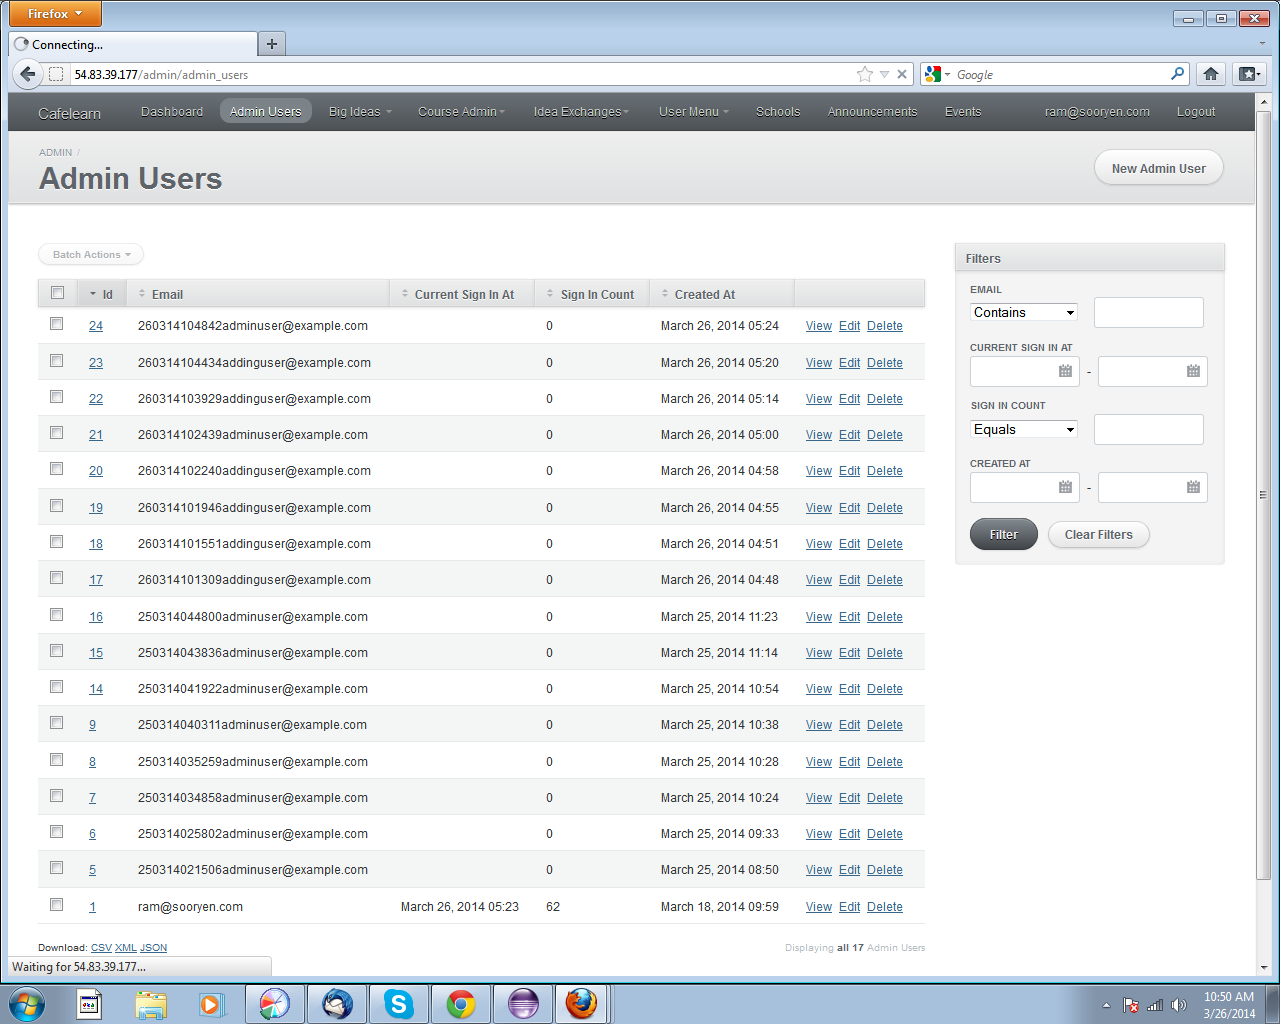 Firefox
Connecting...
54.83.39.177/admin/admin_users
Google
Cafelearn Dashboard Admin Users Big Ideas Course Admin Idea Exchanges User Menu Schools Announcements Events ram@sooryen.com Logout
ADMIN /
Admin Users
New Admin User
Batch Actions
Id Email Current Sign In At Sign In Count Created At
24 260314104842adminuser@example.com 0 March 26, 2014 05:24 View Edit Delete
23 260314104434addinguser@example.com 0 March 26, 2014 05:20 View Edit Delete
22 260314103929addinguser@example.com 0 March 26, 2014 05:14 View Edit Delete
21 260314102439adminuser@example.com 0 March 26, 2014 05:00 View Edit Delete
20 260314102240addinguser@example.com 0 March 26, 2014 04:58 View Edit Delete
19 260314101946addinguser@example.com 0 March 26, 2014 04:55 View Edit Delete
18 260314101551addinguser@example.com 0 March 26, 2014 04:51 View Edit Delete
17 260314101309addinguser@example.com 0 March 26, 2014 04:48 View Edit Delete
16 250314044800adminuser@example.com 0 March 25, 2014 11:23 View Edit Delete
15 250314043836adminuser@example.com 0 March 25, 2014 11:14 View Edit Delete
14 250314041922adminuser@example.com 0 March 25, 2014 10:54 View Edit Delete
9 250314040311adminuser@example.com 0 March 25, 2014 10:38 View Edit Delete
8 250314035259adminuser@example.com 0 March 25, 2014 10:28 View Edit Delete
7 250314034858adminuser@example.com 0 March 25, 2014 10:24 View Edit Delete
6 250314025802adminuser@example.com 0 March 25, 2014 09:33 View Edit Delete
5 250314021506adminuser@example.com 0 March 25, 2014 08:50 View Edit Delete
1 ram@sooryen.com March 26, 2014 05:23 62 March 18, 2014 09:59 View Edit Delete
Download: CSV XML JSON
Displaying all 17 Admin Users
Filters
EMAIL
Contains
CURRENT SIGN IN AT
-
SIGN IN COUNT
Equals
CREATED AT
-
Filter Clear Filters
Waiting for 54.83.39.177...
10:50 AM
3/26/2014